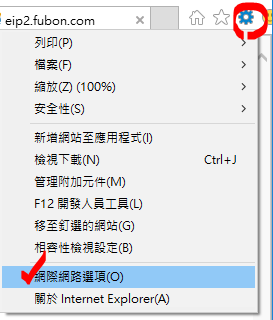 eip2.fubon.com
列印(P)
檔案(F)
縮放(Z) (100%)
安全性(S)
新增網站至應用程式(I)
檢視下載(N) Ctrl+J
管理附加元件(M)
F12 開發人員工具(L)
移至釘選的網站(G)
相容性檢視設定(B)
網際網路選項(O)
關於 Internet Explorer(A)